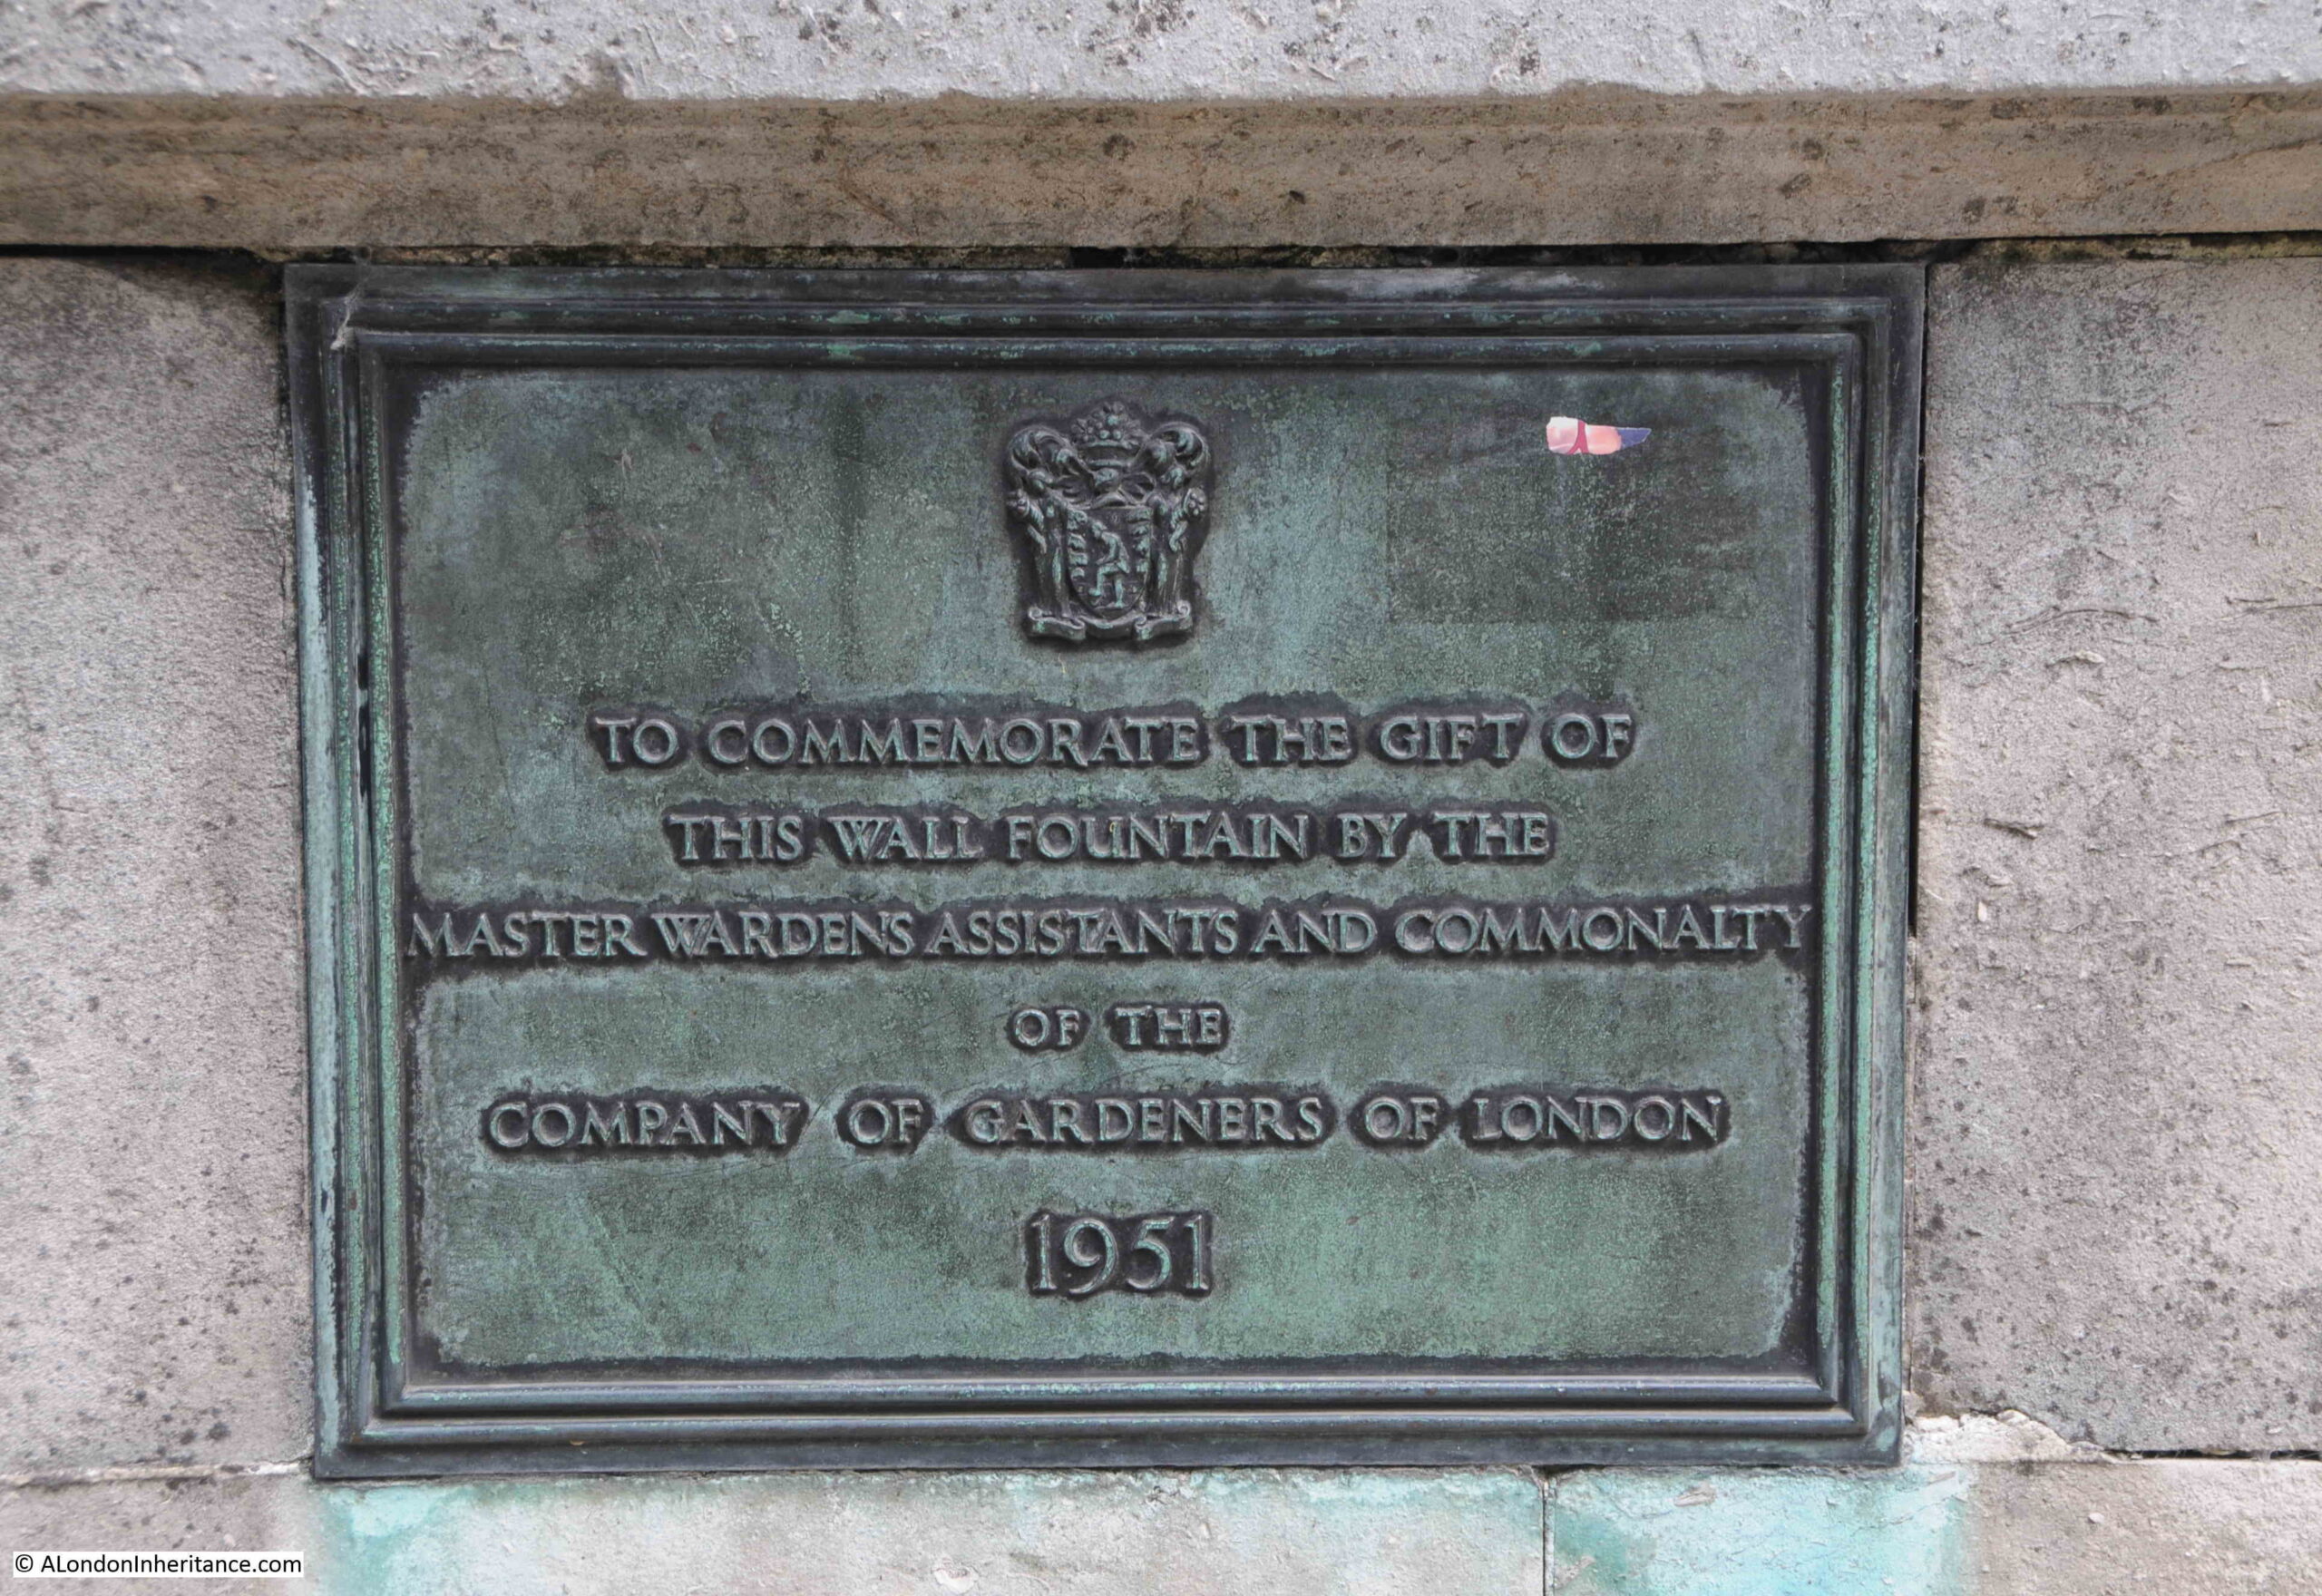 TO COMMEMORATE THE GIFT OF
THIS WALL FOUNTAIN BY THE
MASTER WARDENS ASSISTANTS AND COMMONALTY
OF THE
COMPANY OF GARDENERS OF LONDON
1951
© ALondonInheritance.com